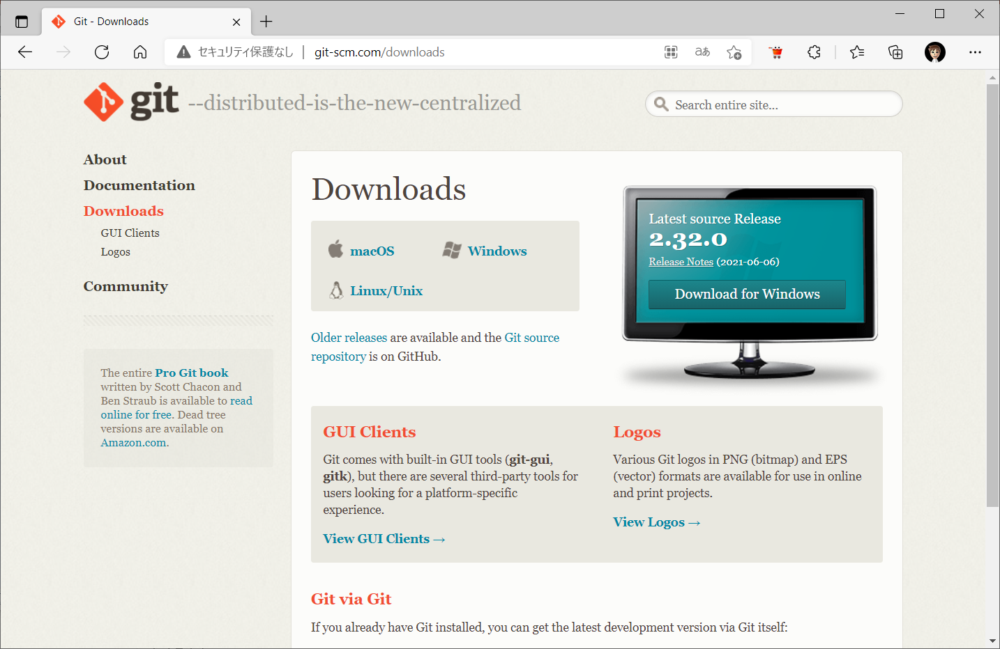 Git - Downloads
セキュリティ保護なし | git-scm.com/downloads
aあ
git --distributed-is-the-new-centralized
Search entire site...
About
Documentation
Downloads
GUI Clients
Logos
Community
The entire Pro Git book
written by Scott Chacon and
Ben Straub is available to read
online for free. Dead tree
versions are available on
Amazon.com.
Downloads
macOS
Windows
Linux/Unix
Older releases are available and the Git source
repository is on GitHub.
Latest source Release
2.32.0
Release Notes (2021-06-06)
Download for Windows
GUI Clients
Git comes with built-in GUI tools (git-gui,
gitk), but there are several third-party tools for
users looking for a platform-specific
experience.
View GUI Clients →
Logos
Various Git logos in PNG (bitmap) and EPS
(vector) formats are available for use in online
and print projects.
View Logos →
Git via Git
If you already have Git installed, you can get the latest development version via Git itself: